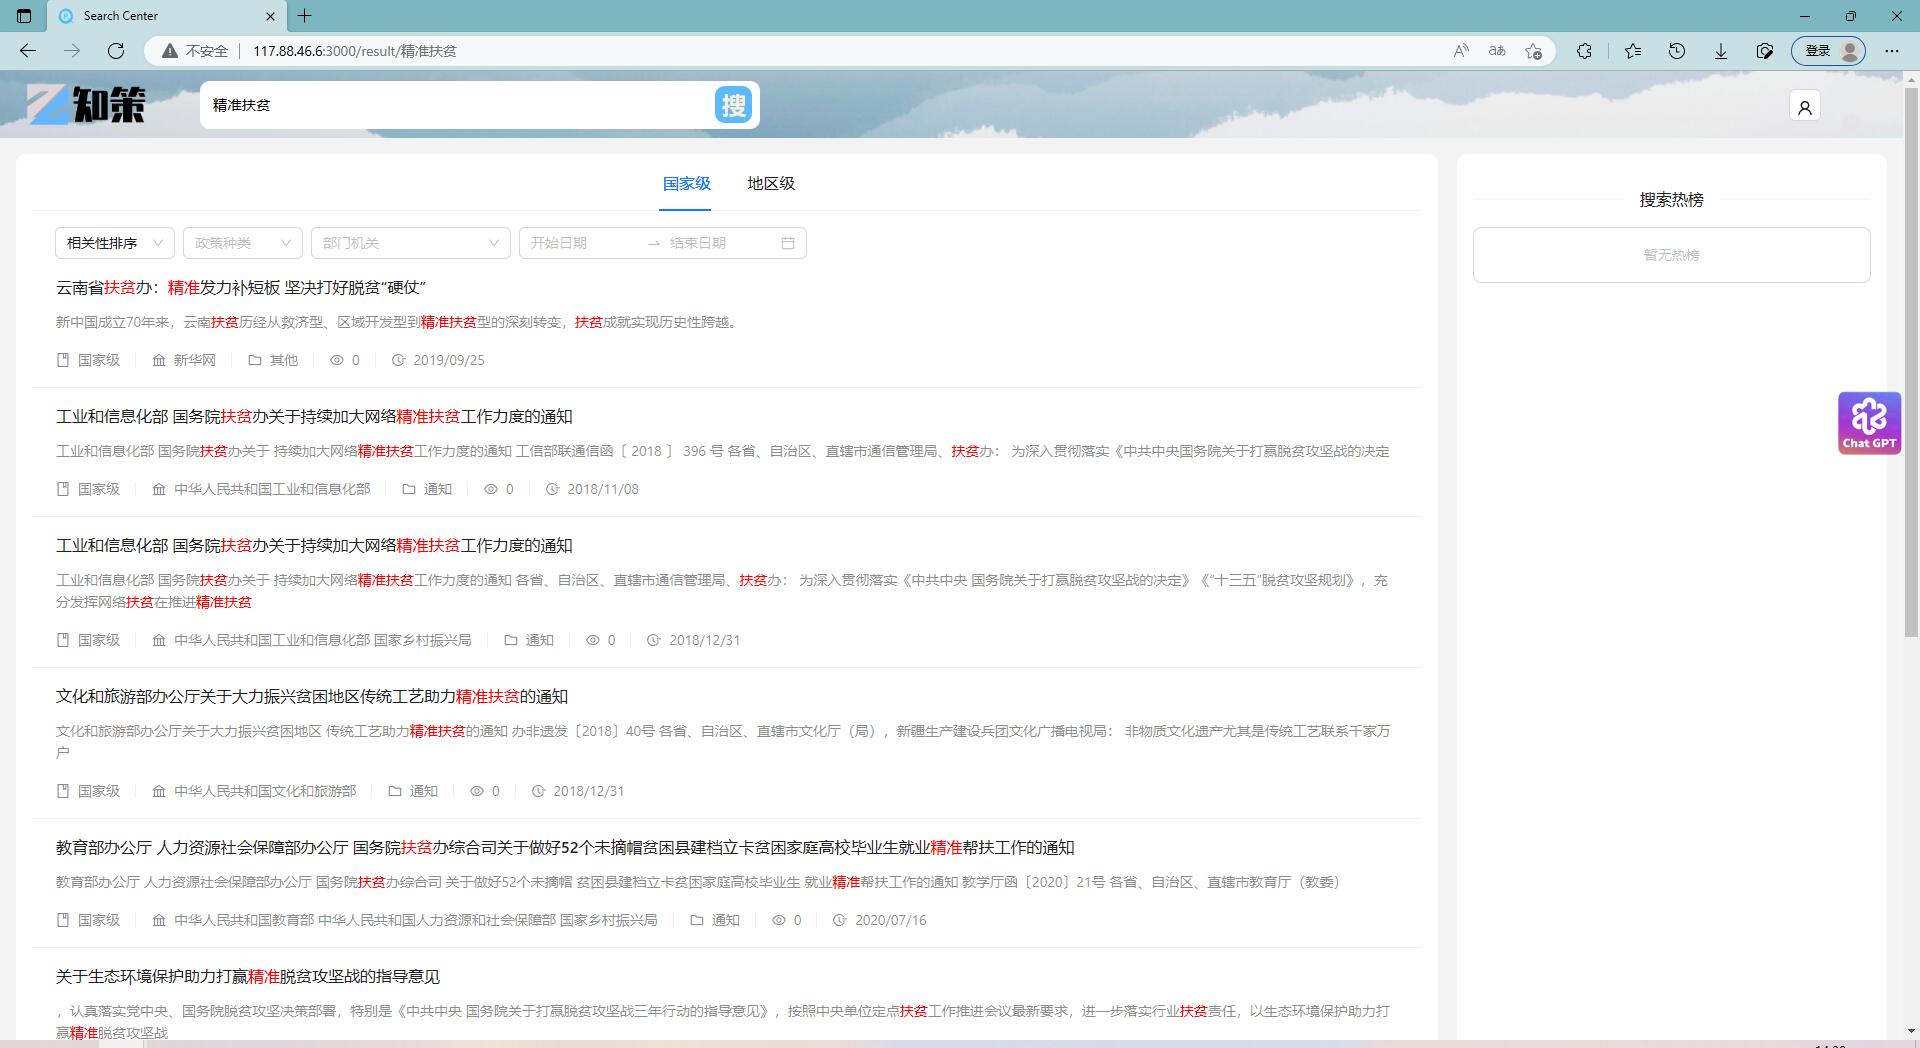 Search Center
不安全
117.88.46.6:3000/result/精准扶贫
登录
知策
精准扶贫
搜
国家级
地区级
搜索热榜
相关性排序
政策种类
部门机关
开始日期
结束日期
暂无热榜
云南省扶贫办：精准发力补短板 坚决打好脱贫“硬仗”
新中国成立70年来，云南扶贫历经从救济型、区域开发型到精准扶贫型的深刻转变，扶贫成就实现历史性跨越。
国家级 新华网 其他 0 2019/09/25
工业和信息化部 国务院扶贫办关于持续加大网络精准扶贫工作力度的通知
工业和信息化部 国务院扶贫办关于 持续加大网络精准扶贫工作力度的通知 工信部联通信函〔 2018 〕 396 号 各省、自治区、直辖市通信管理局、扶贫办： 为深入贯彻落实《中共中央国务院关于打赢脱贫攻坚战的决定
Chat GPT
国家级 中华人民共和国工业和信息化部 通知 0 2018/11/08
工业和信息化部 国务院扶贫办关于持续加大网络精准扶贫工作力度的通知
工业和信息化部 国务院扶贫办关于 持续加大网络精准扶贫工作力度的通知 各省、自治区、直辖市通信管理局、扶贫办： 为深入贯彻落实《中共中央 国务院关于打赢脱贫攻坚战的决定》《“十三五”脱贫攻坚规划》，充
分发挥网络扶贫在推进精准扶贫
国家级 中华人民共和国工业和信息化部 国家乡村振兴局 通知 0 2018/12/31
文化和旅游部办公厅关于大力振兴贫困地区传统工艺助力精准扶贫的通知
文化和旅游部办公厅关于大力振兴贫困地区 传统工艺助力精准扶贫的通知 办非遗发〔2018〕40号 各省、自治区、直辖市文化厅（局），新疆生产建设兵团文化广播电视局： 非物质文化遗产尤其是传统工艺联系千家万
户
国家级 中华人民共和国文化和旅游部 通知 0 2018/12/31
教育部办公厅 人力资源社会保障部办公厅 国务院扶贫办综合司关于做好52个未摘帽贫困县建档立卡贫困家庭高校毕业生就业精准帮扶工作的通知
教育部办公厅 人力资源社会保障部办公厅 国务院扶贫办综合司 关于做好52个未摘帽 贫困县建档立卡贫困家庭高校毕业生 就业精准帮扶工作的通知 教学厅函〔2020〕21号 各省、自治区、直辖市教育厅（教委）
国家级 中华人民共和国教育部 中华人民共和国人力资源和社会保障部 国家乡村振兴局 通知 0 2020/07/16
关于生态环境保护助力打赢精准脱贫攻坚战的指导意见
，认真落实党中央、国务院脱贫攻坚决策部署，特别是《中共中央 国务院关于打赢脱贫攻坚战三年行动的指导意见》，按照中央单位定点扶贫工作推进会议最新要求，进一步落实行业扶贫责任，以生态环境保护助力打
赢精准脱贫攻坚战